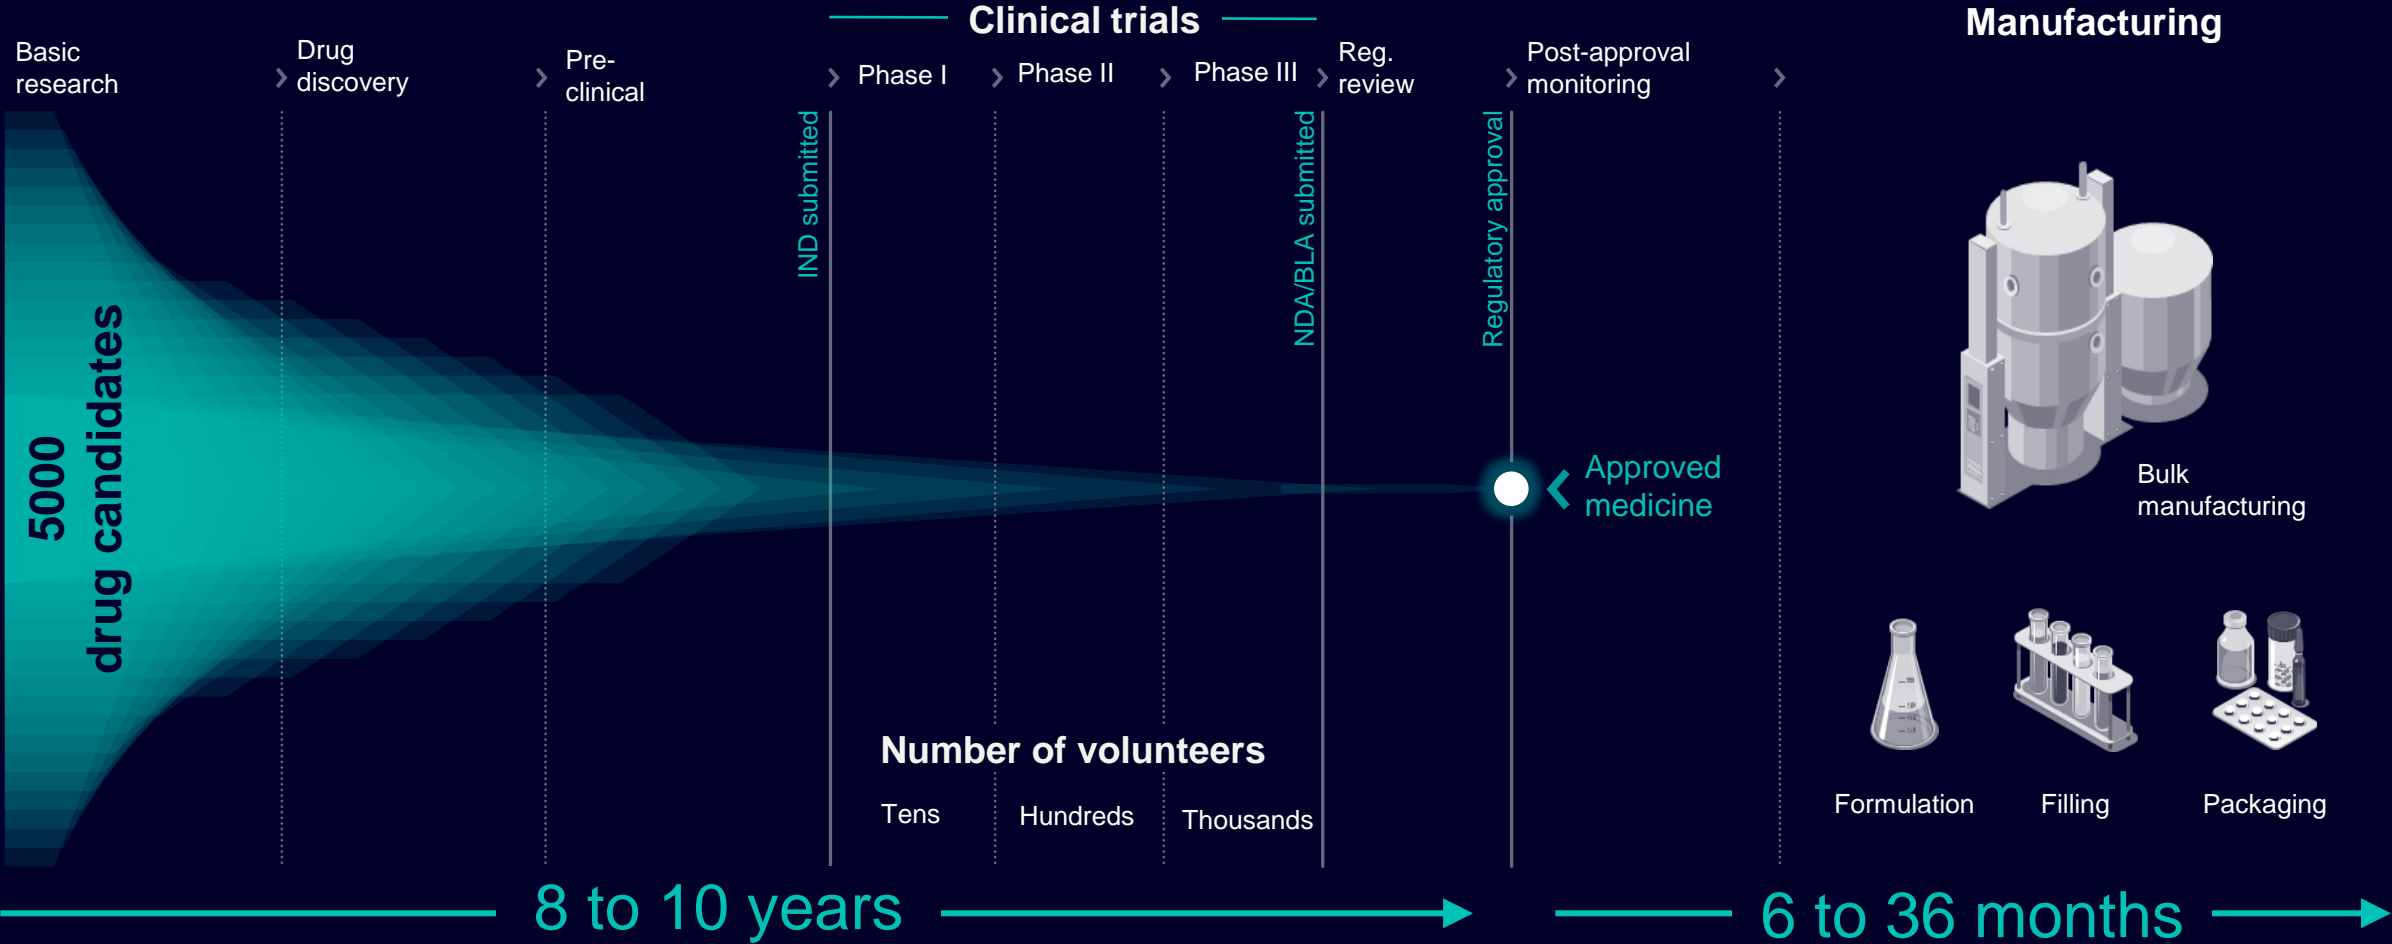 Clinical trials
Manufacturing
Basic
research
Drug
discovery
Pre-
clinical
Phase I
Phase II
Phase III
Reg.
review
Post-approval
monitoring
IND submitted
NDA/BLA submitted
Regulatory approval
5000
drug candidates
Approved
medicine
Bulk
manufacturing
Number of volunteers
Tens
Hundreds
Thousands
Formulation
Filling
Packaging
8 to 10 years
6 to 36 months